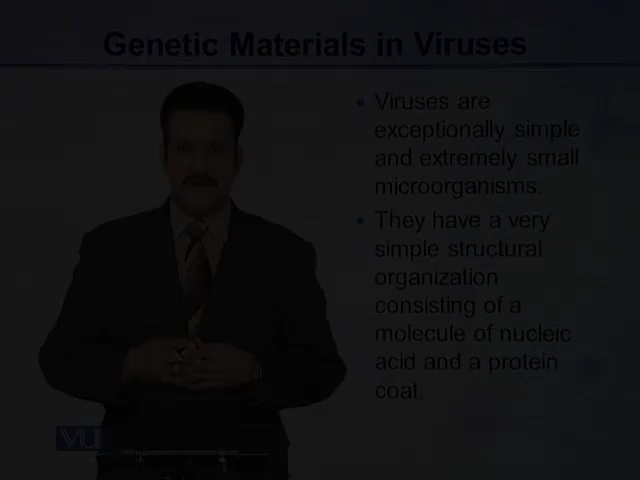 Genetic Materials in Viruses
• Viruses are
exceptionally simple
and extremely small
microorganisms.
• They have a very
simple structural
organization
consisting of a
molecule of nucleic
acid and a protein
coat
VU